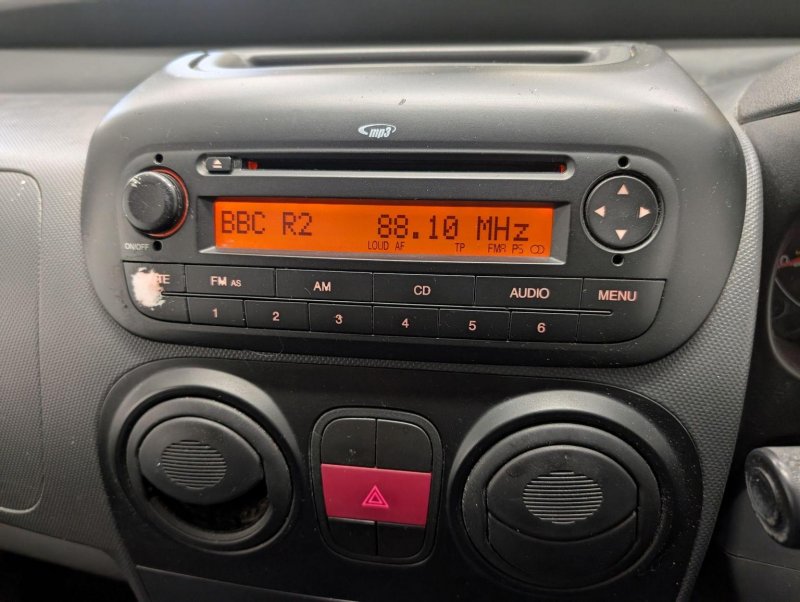 mp3
BBC R2 88.10 MHz
LOUD AF TP FMA PS
ON/OFF
FM AS AM CD AUDIO MENU
1 2 3 4 5 6